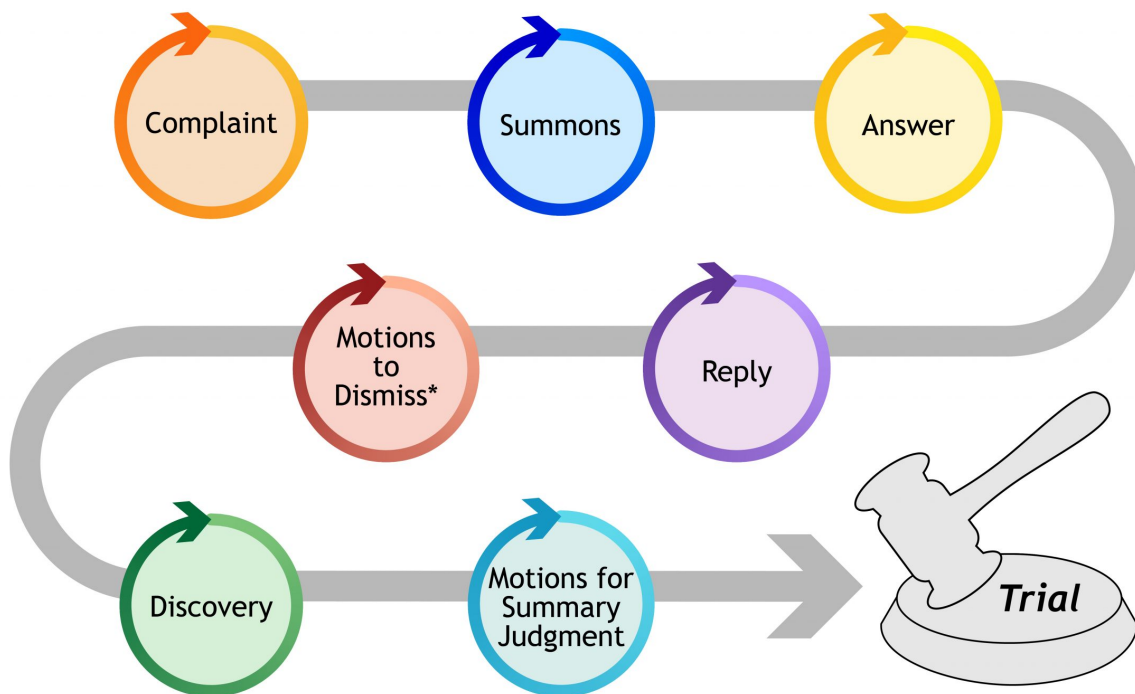 Complaint
Summons
Answer
Reply
Motions
to
Dismiss*
Discovery
Motions for
Summary
Judgment
Trial